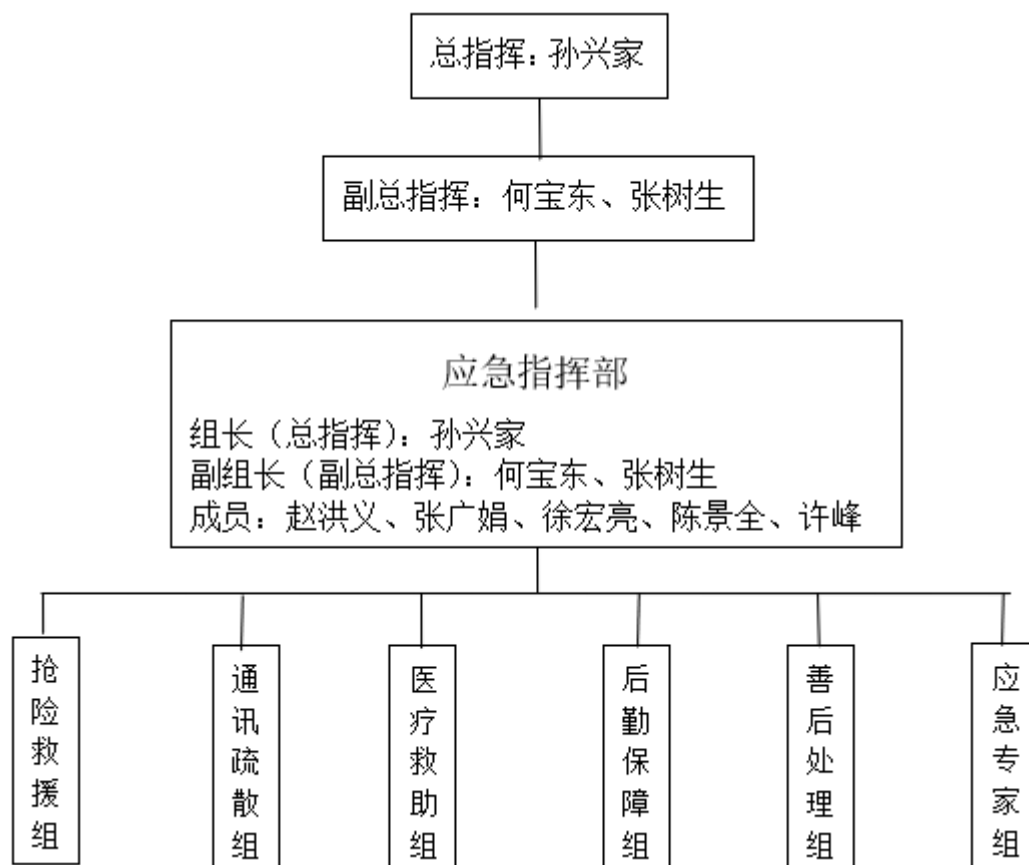 总指挥：孙兴家
副总指挥：何宝东、张树生
应急指挥部
组长（总指挥）：孙兴家
副组长（副总指挥）：何宝东、张树生
成员：赵洪义、张广娟、徐宏亮、陈景全、许峰
抢险救援组
通讯疏散组
医疗救助组
后勤保障组
善后处理组
应急专家组